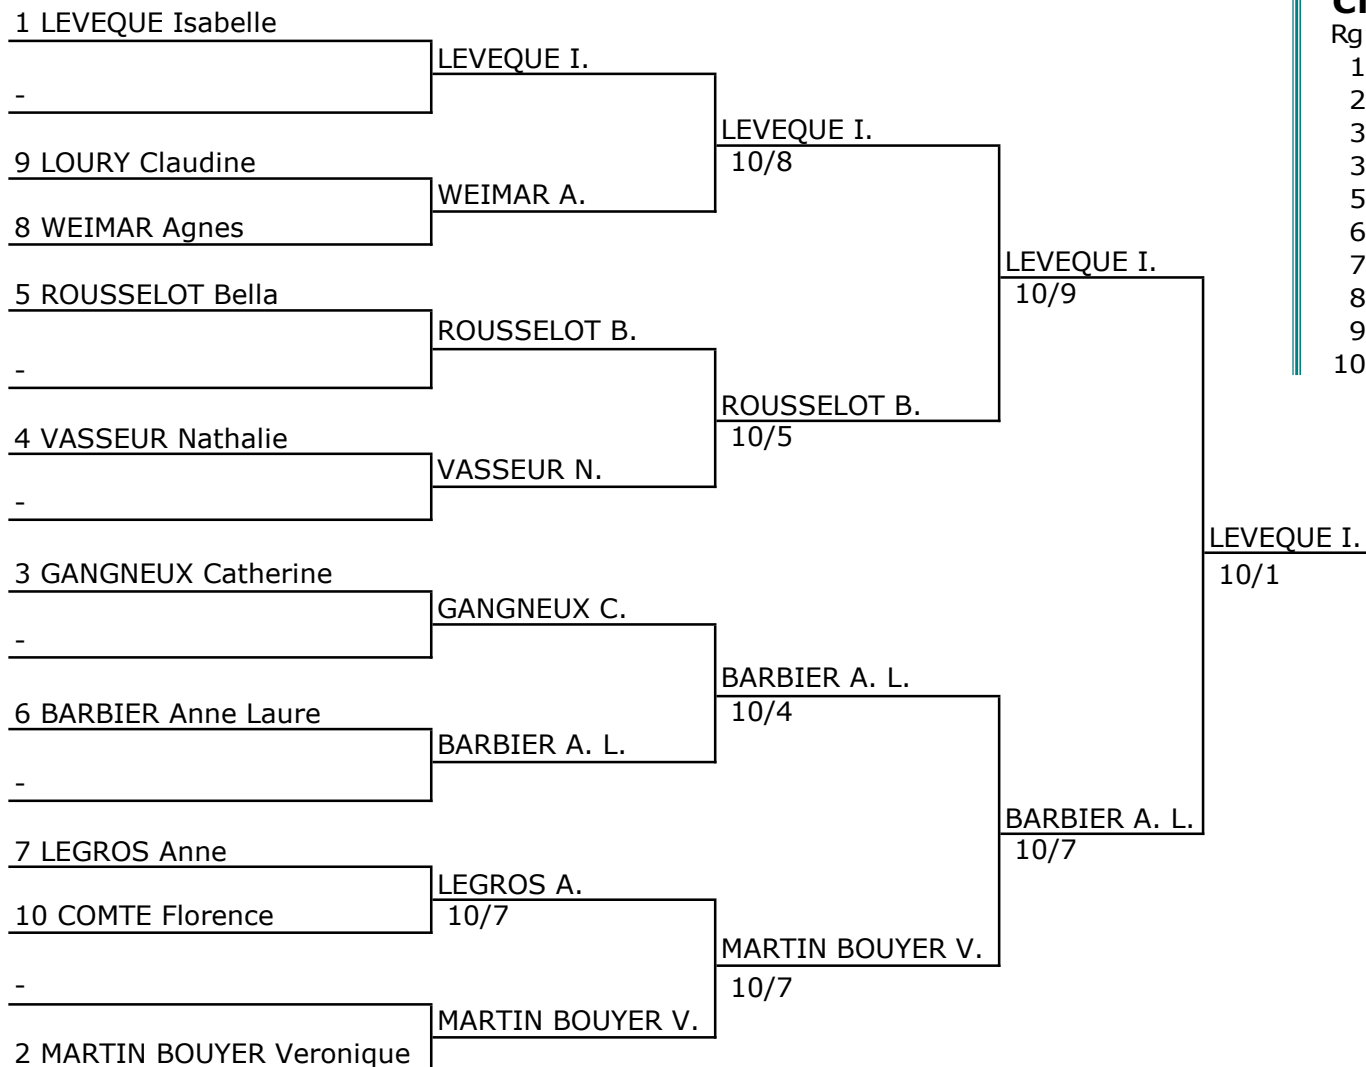 1 LEVEQUE Isabelle
LEVEQUE I.
-
LEVEQUE I.
10/8
9 LOURY Claudine
WEIMAR A.
8 WEIMAR Agnes
LEVEQUE I.
10/9
5 ROUSSELOT Bella
ROUSSELOT B.
-
ROUSSELOT B.
10/5
4 VASSEUR Nathalie
VASSEUR N.
-
LEVEQUE I.
10/1
3 GANGNEUX Catherine
GANGNEUX C.
-
BARBIER A. L.
10/4
6 BARBIER Anne Laure
BARBIER A. L.
-
BARBIER A. L.
10/7
7 LEGROS Anne
LEGROS A.
10/7
10 COMTE Florence
MARTIN BOUYER V.
10/7
-
MARTIN BOUYER V.
2 MARTIN BOUYER Veronique
Rg
1
2
3
3
5
6
7
8
9
10